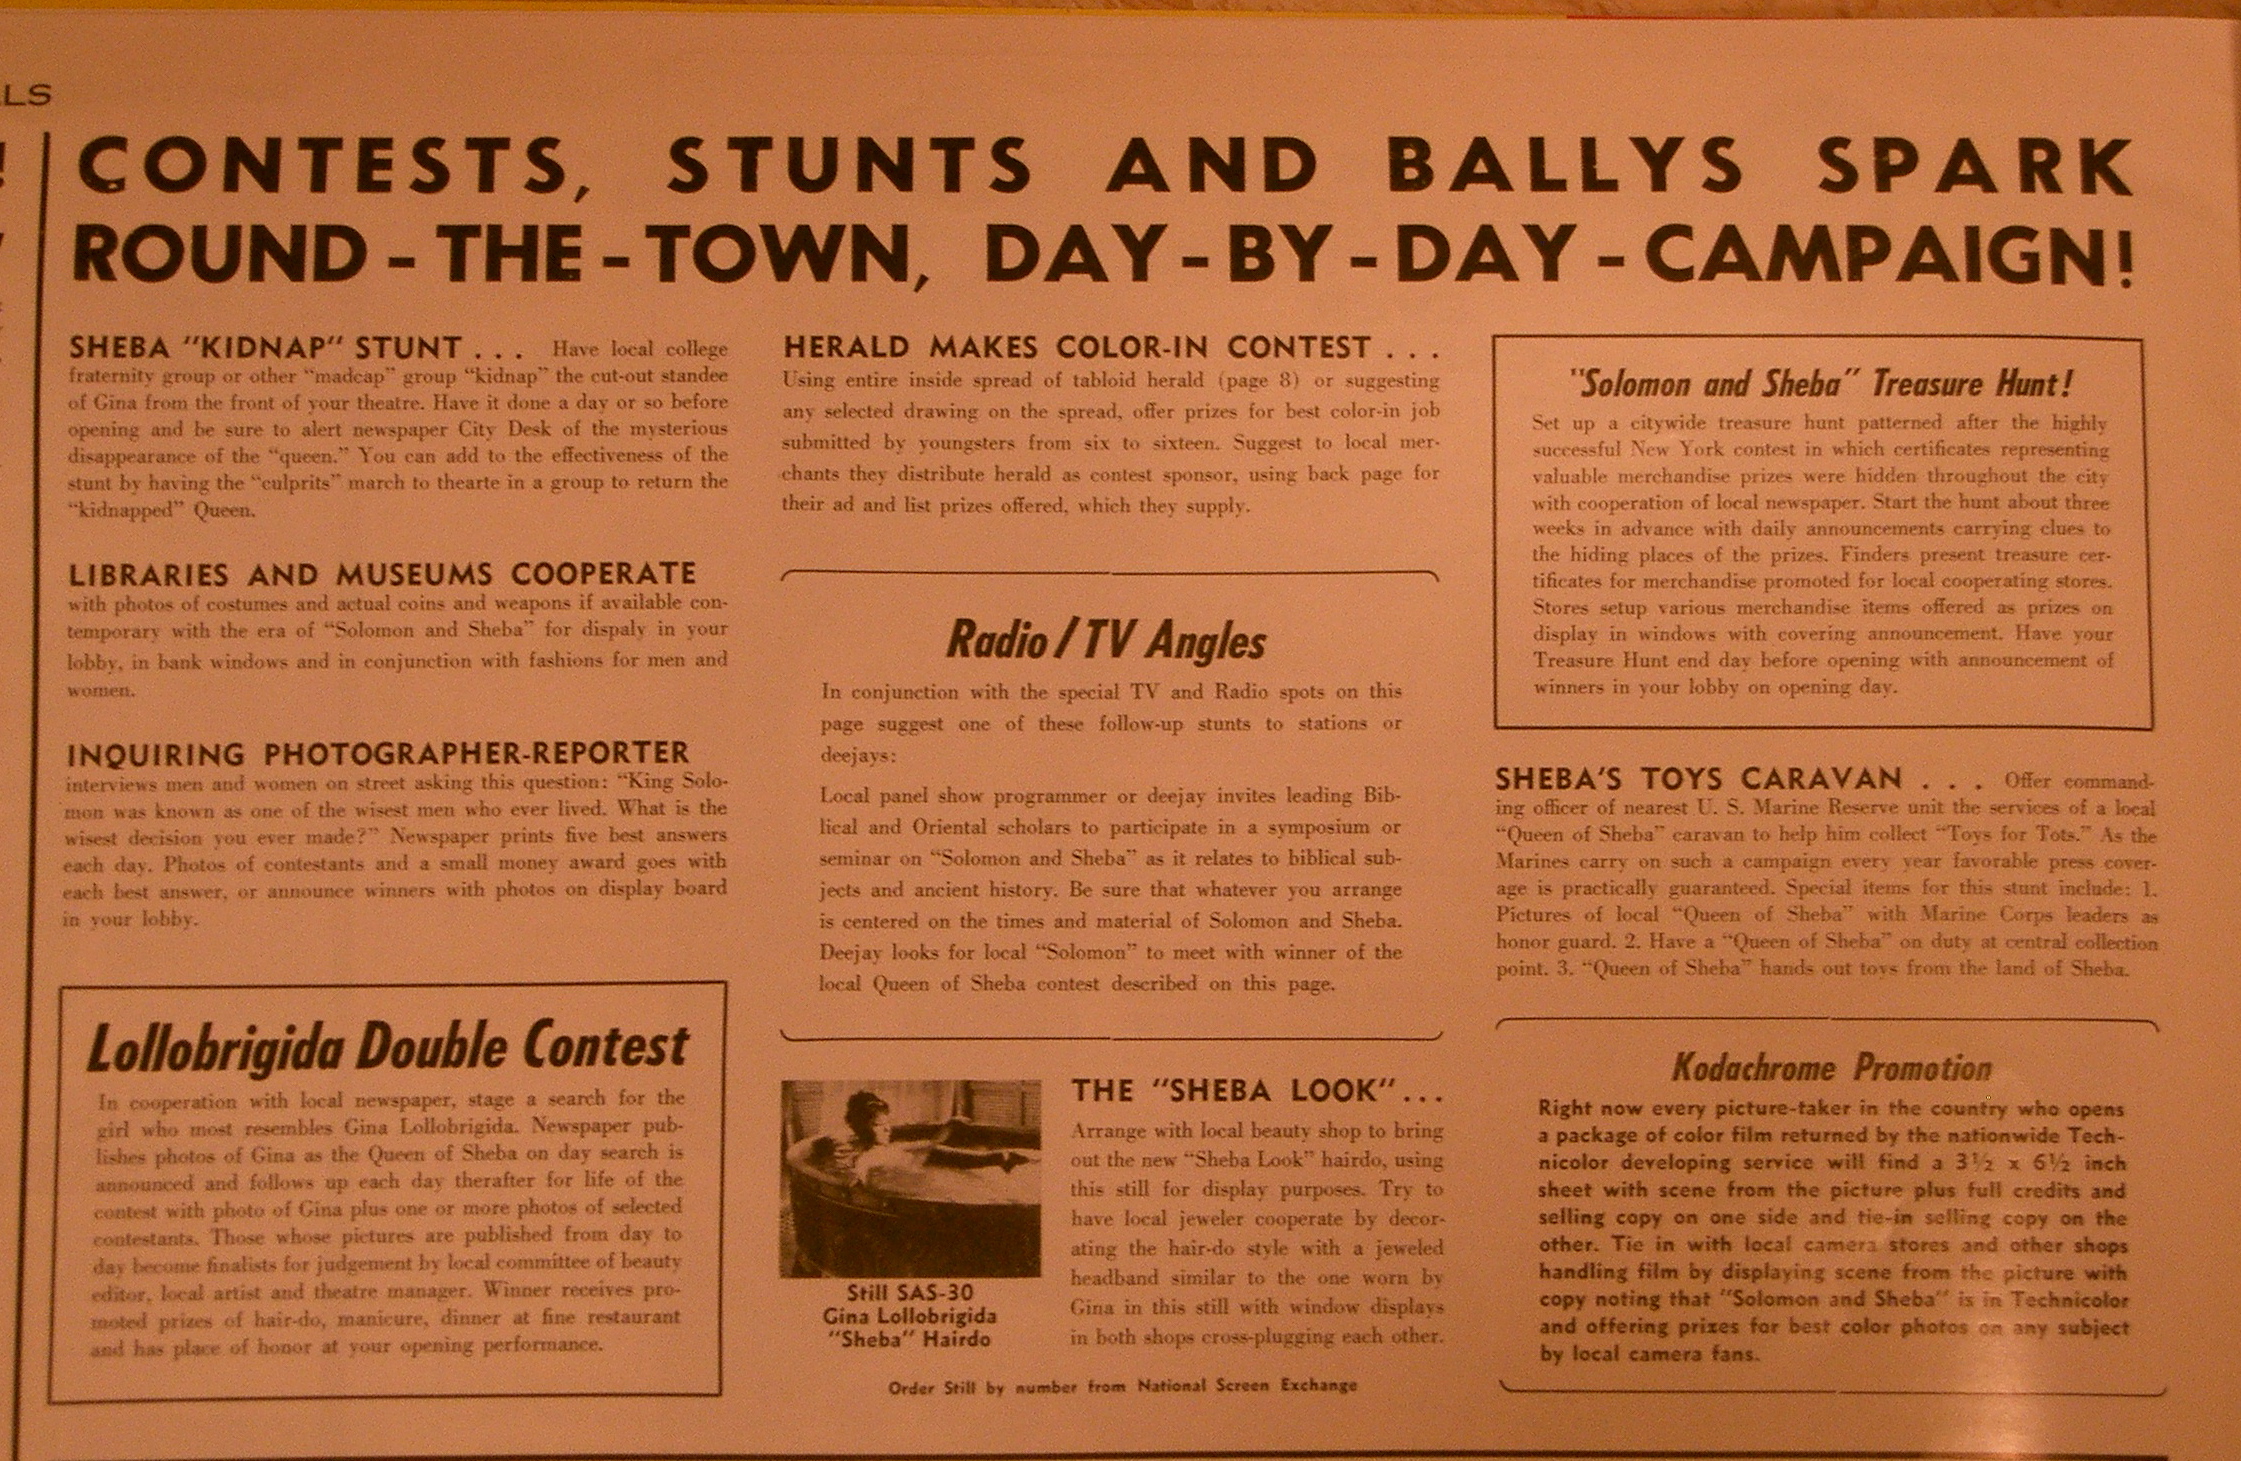 LS
CONTESTS, STUNTS AND BALLYS SPARK
ROUND-THE-TOWN, DAY-BY-DAY-CAMPAIGN!
SHEBA "KIDNAP" STUNT . . . Have local college
fraternity group or other "madcap" group "kidnap" the cut-out standee
of Gina from the front of your theatre. Have it done a day or so before
opening and be sure to alert newspaper City Desk of the mysterious
disappearance of the "queen." You can add to the effectiveness of the
stunt by having the "culprits" march to thearte in a group to return the
"kidnapped" Queen.
LIBRARIES AND MUSEUMS COOPERATE
with photos of costumes and actual coins and weapons if available con-
temporary with the era of "Solomon and Sheba" for dispaly in your
lobby, in bank windows and in conjunction with fashions for men and
women.
INQUIRING PHOTOGRAPHER-REPORTER
interviews men and women on street asking this question: "King Solo-
mon was known as one of the wisest men who ever lived. What is the
wisest decision you ever made?" Newspaper prints five best answers
each day. Photos of contestants and a small money award goes with
each best answer, or announce winners with photos on display board
in your lobby.
Lollobrigida Double Contest
In cooperation with local newspaper, stage a search for the
girl who most resembles Gina Lollobrigida. Newspaper pub-
lishes photos of Gina as the Queen of Sheba on day search is
announced and follows up each day therafter for life of the
contest with photo of Gina plus one or more photos of selected
contestants. Those whose pictures are published from day to
day become finalists for judgement by local committee of beauty
editor, local artist and theatre manager. Winner receives pro-
moted prizes of hair-do, manicure, dinner at fine restaurant
and has place of honor at your opening performance.
HERALD MAKES COLOR-IN CONTEST . . .
Using entire inside spread of tabloid herald (page 8) or suggesting
any selected drawing on the spread, offer prizes for best color-in job
submitted by youngsters from six to sixteen. Suggest to local mer-
chants they distribute herald as contest sponsor, using back page for
their ad and list prizes offered, which they supply.
Radio/TV Angles
In conjunction with the special TV and Radio spots on this
page suggest one of these follow-up stunts to stations or
deejays:
Local panel show programmer or deejay invites leading Bib-
lical and Oriental scholars to participate in a symposium or
seminar on "Solomon and Sheba" as it relates to biblical sub-
jects and ancient history. Be sure that whatever you arrange
is centered on the times and material of Solomon and Sheba.
Deejay looks for local "Solomon" to meet with winner of the
local Queen of Sheba contest described on this page.
Still SAS-30
Gina Lollobrigida
"Sheba" Hairdo
THE "SHEBA LOOK" . . .
Arrange with local beauty shop to bring
out the new "Sheba Look" hairdo, using
this still for display purposes. Try to
have local jeweler cooperate by decor-
ating the hair-do style with a jeweled
headband similar to the one worn by
Gina in this still with window displays
in both shops cross-plugging each other.
Order Still by number from National Screen Exchange
"Solomon and Sheba" Treasure Hunt!
Set up a citywide treasure hunt patterned after the highly
successful New York contest in which certificates representing
valuable merchandise prizes were hidden throughout the city
with cooperation of local newspaper. Start the hunt about three
weeks in advance with daily announcements carrying clues to
the hiding places of the prizes. Finders present treasure cer-
tificates for merchandise promoted for local cooperating stores.
Stores setup various merchandise items offered as prizes on
display in windows with covering announcement. Have your
Treasure Hunt end day before opening with announcement of
winners in your lobby on opening day.
SHEBA'S TOYS CARAVAN . . . Offer command-
ing officer of nearest U. S. Marine Reserve unit the services of a local
"Queen of Sheba" caravan to help him collect "Toys for Tots." As the
Marines carry on such a campaign every year favorable press cover-
age is practically guaranteed. Special items for this stunt include: 1.
Pictures of local "Queen of Sheba" with Marine Corps leaders as
honor guard. 2. Have a "Queen of Sheba" on duty at central collection
point. 3. "Queen of Sheba" hands out toys from the land of Sheba.
Kodachrome Promotion
Right now every picture-taker in the country who opens
a package of color film returned by the nationwide Tech-
nicolor developing service will find a 3½ x 6½ inch
sheet with scene from the picture plus full credits and
selling copy on one side and tie-in selling copy on the
other. Tie in with local camera stores and other shops
handling film by displaying scene from the picture with
copy noting that "Solomon and Sheba" is in Technicolor
and offering prizes for best color photos on any subject
by local camera fans.